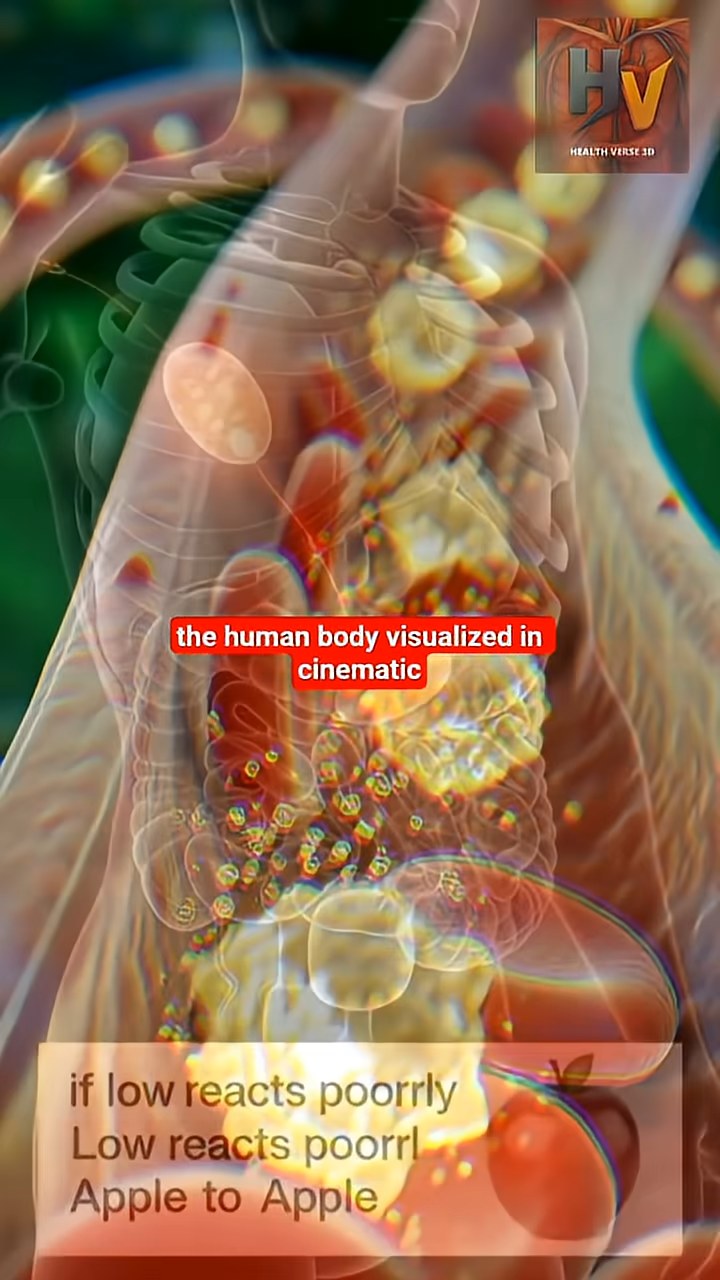 HV
HEALTH VERSE 3D
the human body visualized in
cinematic
if low reacts poorrly
Low reacts poorrl
Apple to Apple